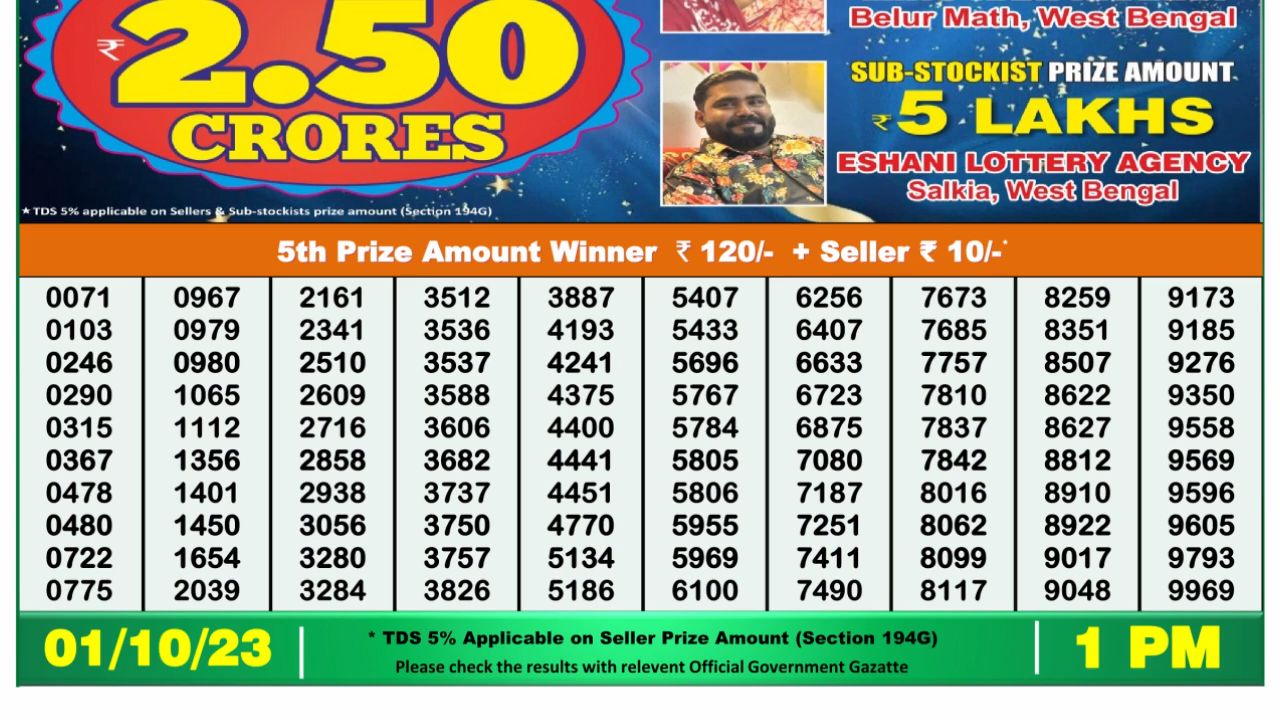 ₹2.50
CRORES
★TDS 5% applicable on Sellers & Sub-stockists prize amount (Section 194G)
Belur Math, West Bengal
SUB-STOCKIST PRIZE AMOUNT
₹5 LAKHS
ESHANI LOTTERY AGENCY
Salkia, West Bengal
5th Prize Amount Winner ₹ 120/- + Seller ₹ 10/-*
0071 0967 2161 3512 3887 5407 6256 7673 8259 9173
0103 0979 2341 3536 4193 5433 6407 7685 8351 9185
0246 0980 2510 3537 4241 5696 6633 7757 8507 9276
0290 1065 2609 3588 4375 5767 6723 7810 8622 9350
0315 1112 2716 3606 4400 5784 6875 7837 8627 9558
0367 1356 2858 3682 4441 5805 7080 7842 8812 9569
0478 1401 2938 3737 4451 5806 7187 8016 8910 9596
0480 1450 3056 3750 4770 5955 7251 8062 8922 9605
0722 1654 3280 3757 5134 5969 7411 8099 9017 9793
0775 2039 3284 3826 5186 6100 7490 8117 9048 9969
01/10/23
* TDS 5% Applicable on Seller Prize Amount (Section 194G)
Please check the results with relevent Official Government Gazatte
1 PM